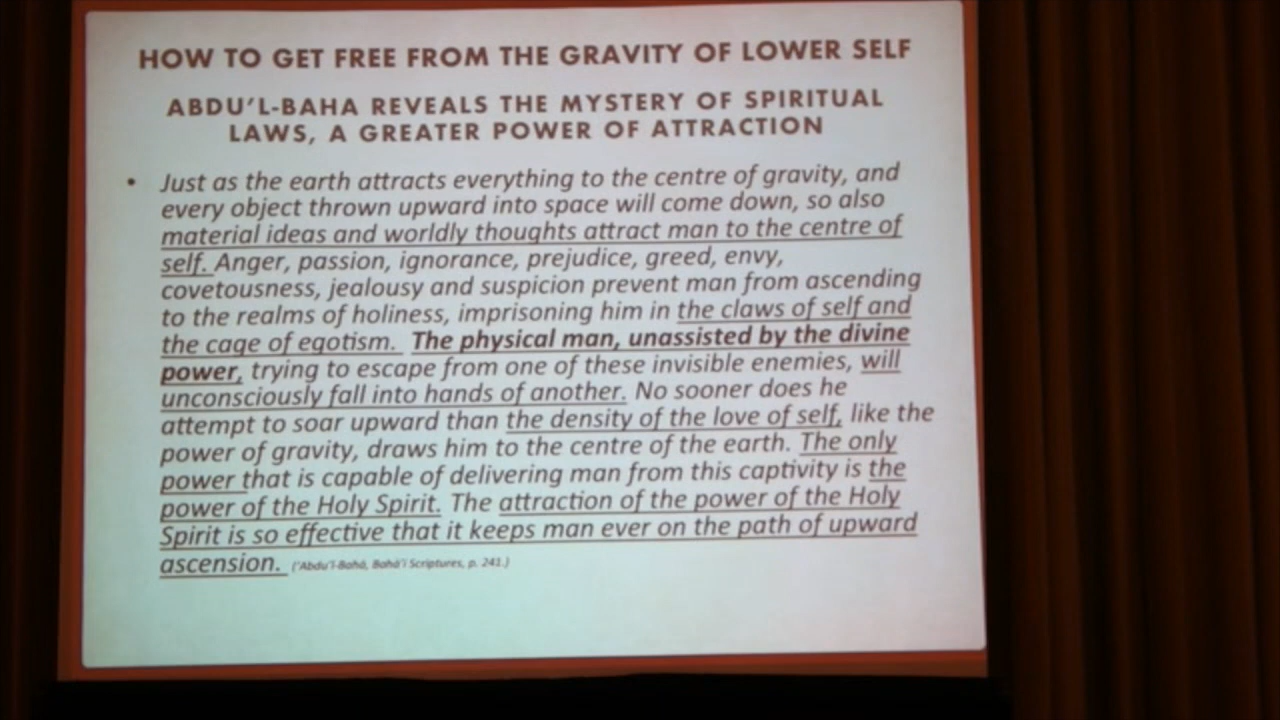 HOW TO GET FREE FROM THE GRAVITY OF LOWER SELF
ABDU'L-BAHA REVEALS THE MYSTERY OF SPIRITUAL
LAWS, A GREATER POWER OF ATTRACTION
• Just as the earth attracts everything to the centre of gravity, and
every object thrown upward into space will come down, so also
material ideas and worldly thoughts attract man to the centre of
self. Anger, passion, ignorance, prejudice, greed, envy,
covetousness, jealousy and suspicion prevent man from ascending
to the realms of holiness, imprisoning him in the claws of self and
the cage of egotism. The physical man, unassisted by the divine
power, trying to escape from one of these invisible enemies, will
unconsciously fall into hands of another. No sooner does he
attempt to soar upward than the density of the love of self, like the
power of gravity, draws him to the centre of the earth. The only
power that is capable of delivering man from this captivity is the
power of the Holy Spirit. The attraction of the power of the Holy
Spirit is so effective that it keeps man ever on the path of upward
ascension. ('Abdu'l-Bahá, Bahá'í Scriptures, p. 241.)